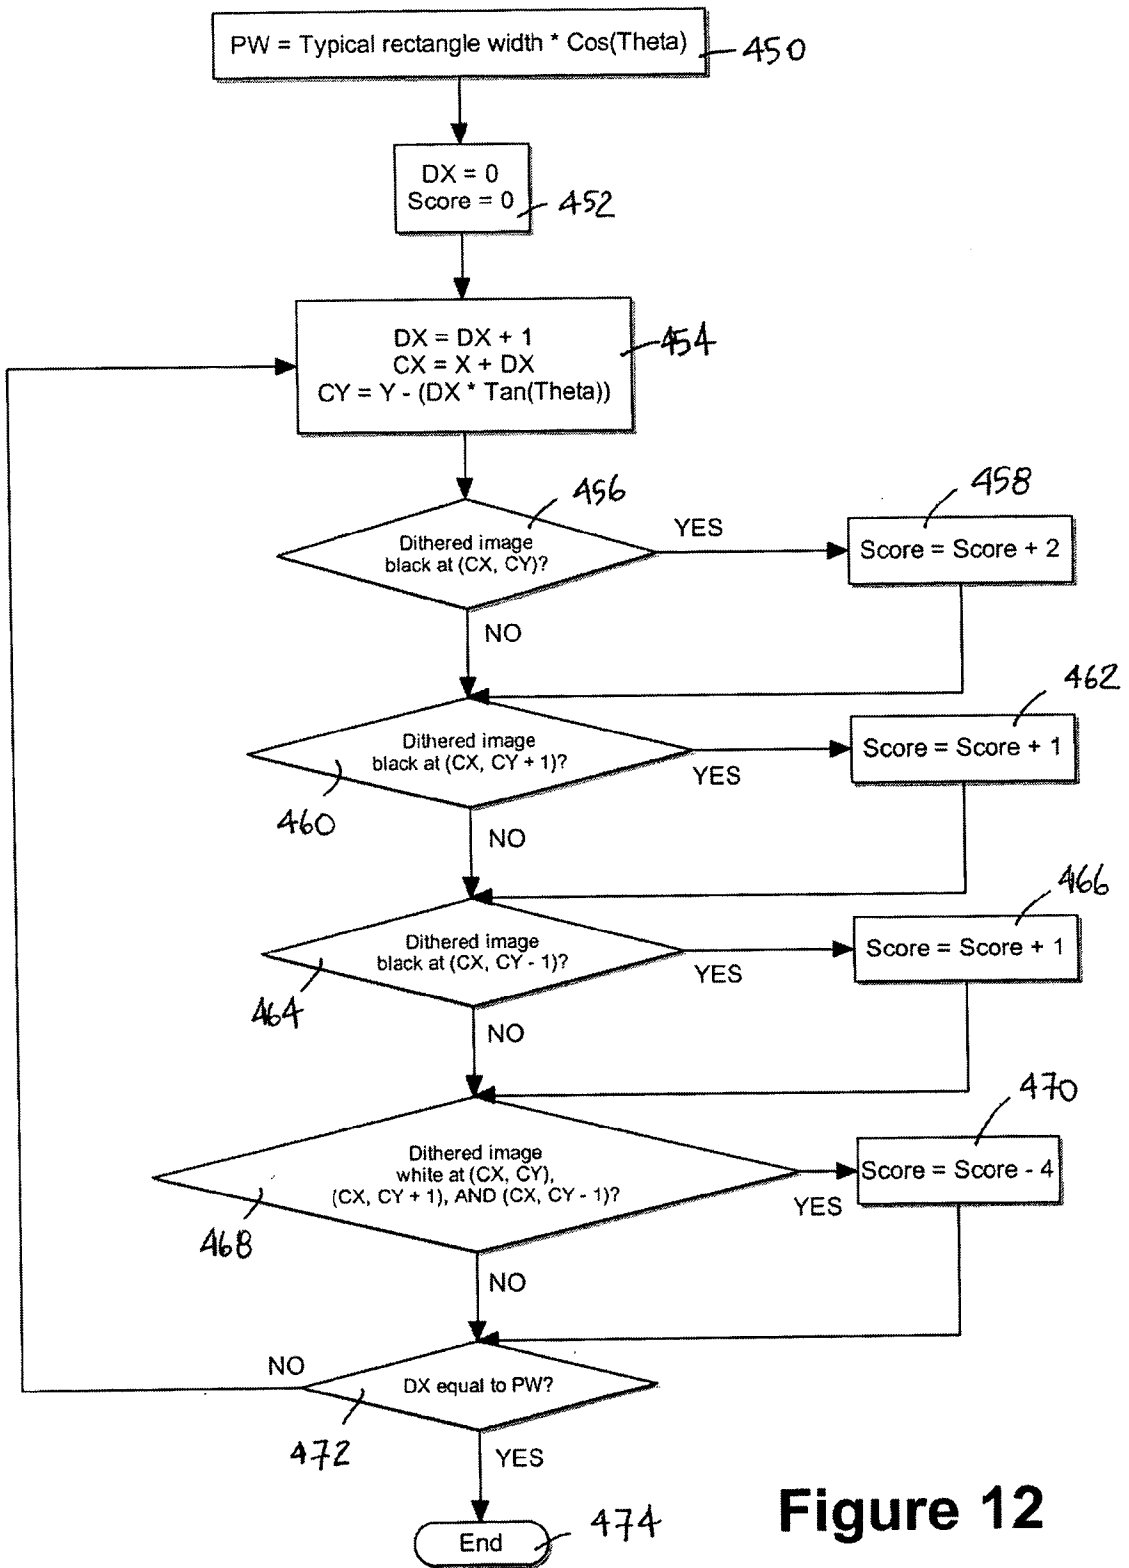 PW = Typical rectangle width * Cos(Theta)
450
DX = 0
Score = 0
452
DX = DX + 1
CX = X + DX
CY = Y - (DX * Tan(Theta))
454
456
Dithered image
black at (CX, CY)?
YES
458
Score = Score + 2
NO
Dithered image
black at (CX, CY + 1)?
460
YES
462
Score = Score + 1
NO
Dithered image
black at (CX, CY - 1)?
464
YES
466
Score = Score + 1
NO
Dithered image
white at (CX, CY),
(CX, CY + 1), AND (CX, CY - 1)?
468
YES
470
Score = Score - 4
NO
NO
DX equal to PW?
472
YES
End
474
Figure 12